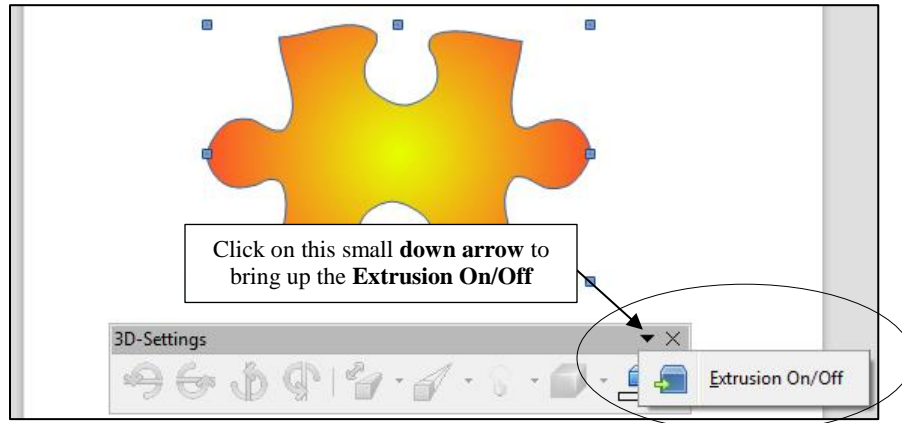 Click on this small down arrow to
bring up the Extrusion On/Off
3D-Settings
Extrusion On/Off